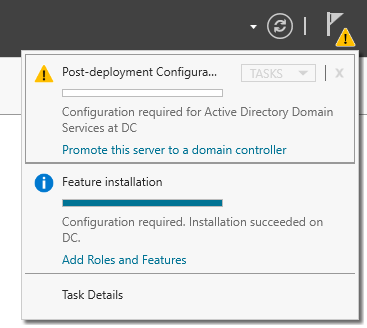 Post-deployment Configura...
TASKS
X
Configuration required for Active Directory Domain
Services at DC
Promote this server to a domain controller
Feature installation
Configuration required. Installation succeeded on
DC.
Add Roles and Features
Task Details